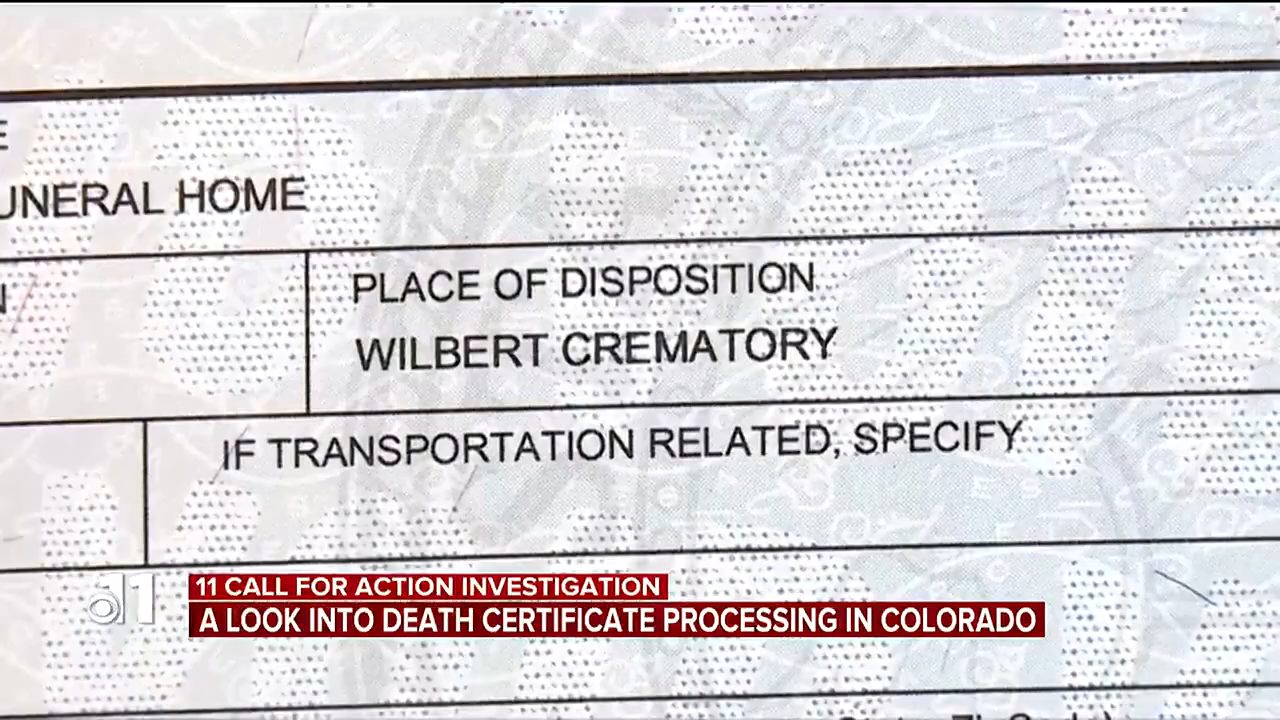 UNERAL HOME
PLACE OF DISPOSITION
WILBERT CREMATORY
IF TRANSPORTATION RELATED, SPECIFY
11
11 CALL FOR ACTION INVESTIGATION
A LOOK INTO DEATH CERTIFICATE PROCESSING IN COLORADO